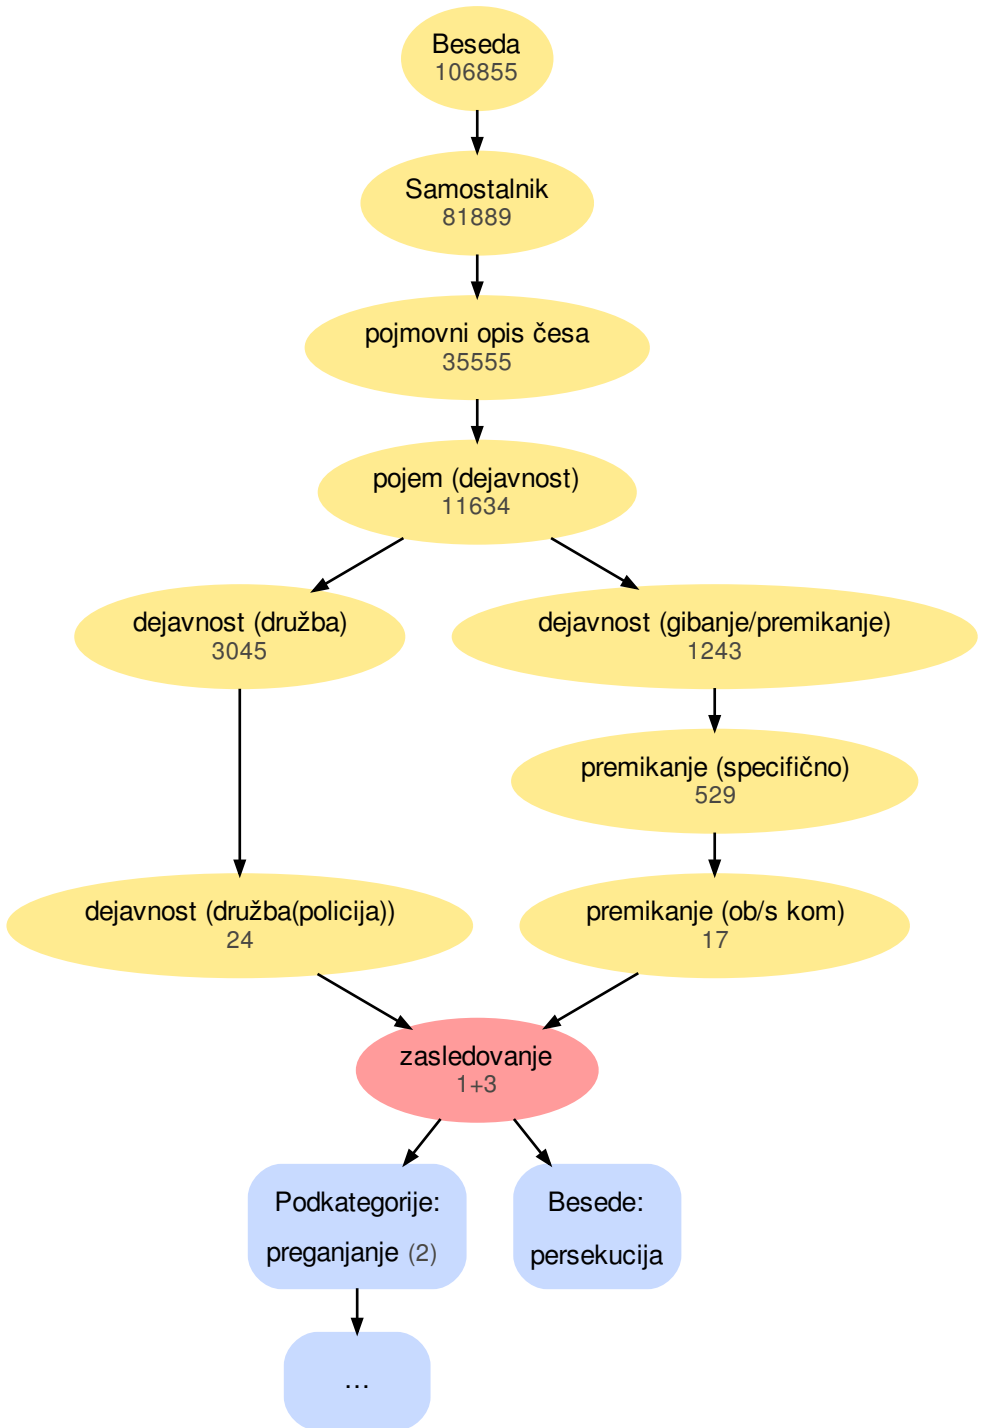 Beseda
106855
Samostalnik
81889
pojmovni opis česa
35555
pojem (dejavnost)
11634
dejavnost (družba)
3045
dejavnost (gibanje/premikanje)
1243
premikanje (specifično)
529
dejavnost (družba(policija))
24
premikanje (ob/s kom)
17
zasledovanje
1+3
Podkategorije:
preganjanje (2)
Besede:
persekucija
...